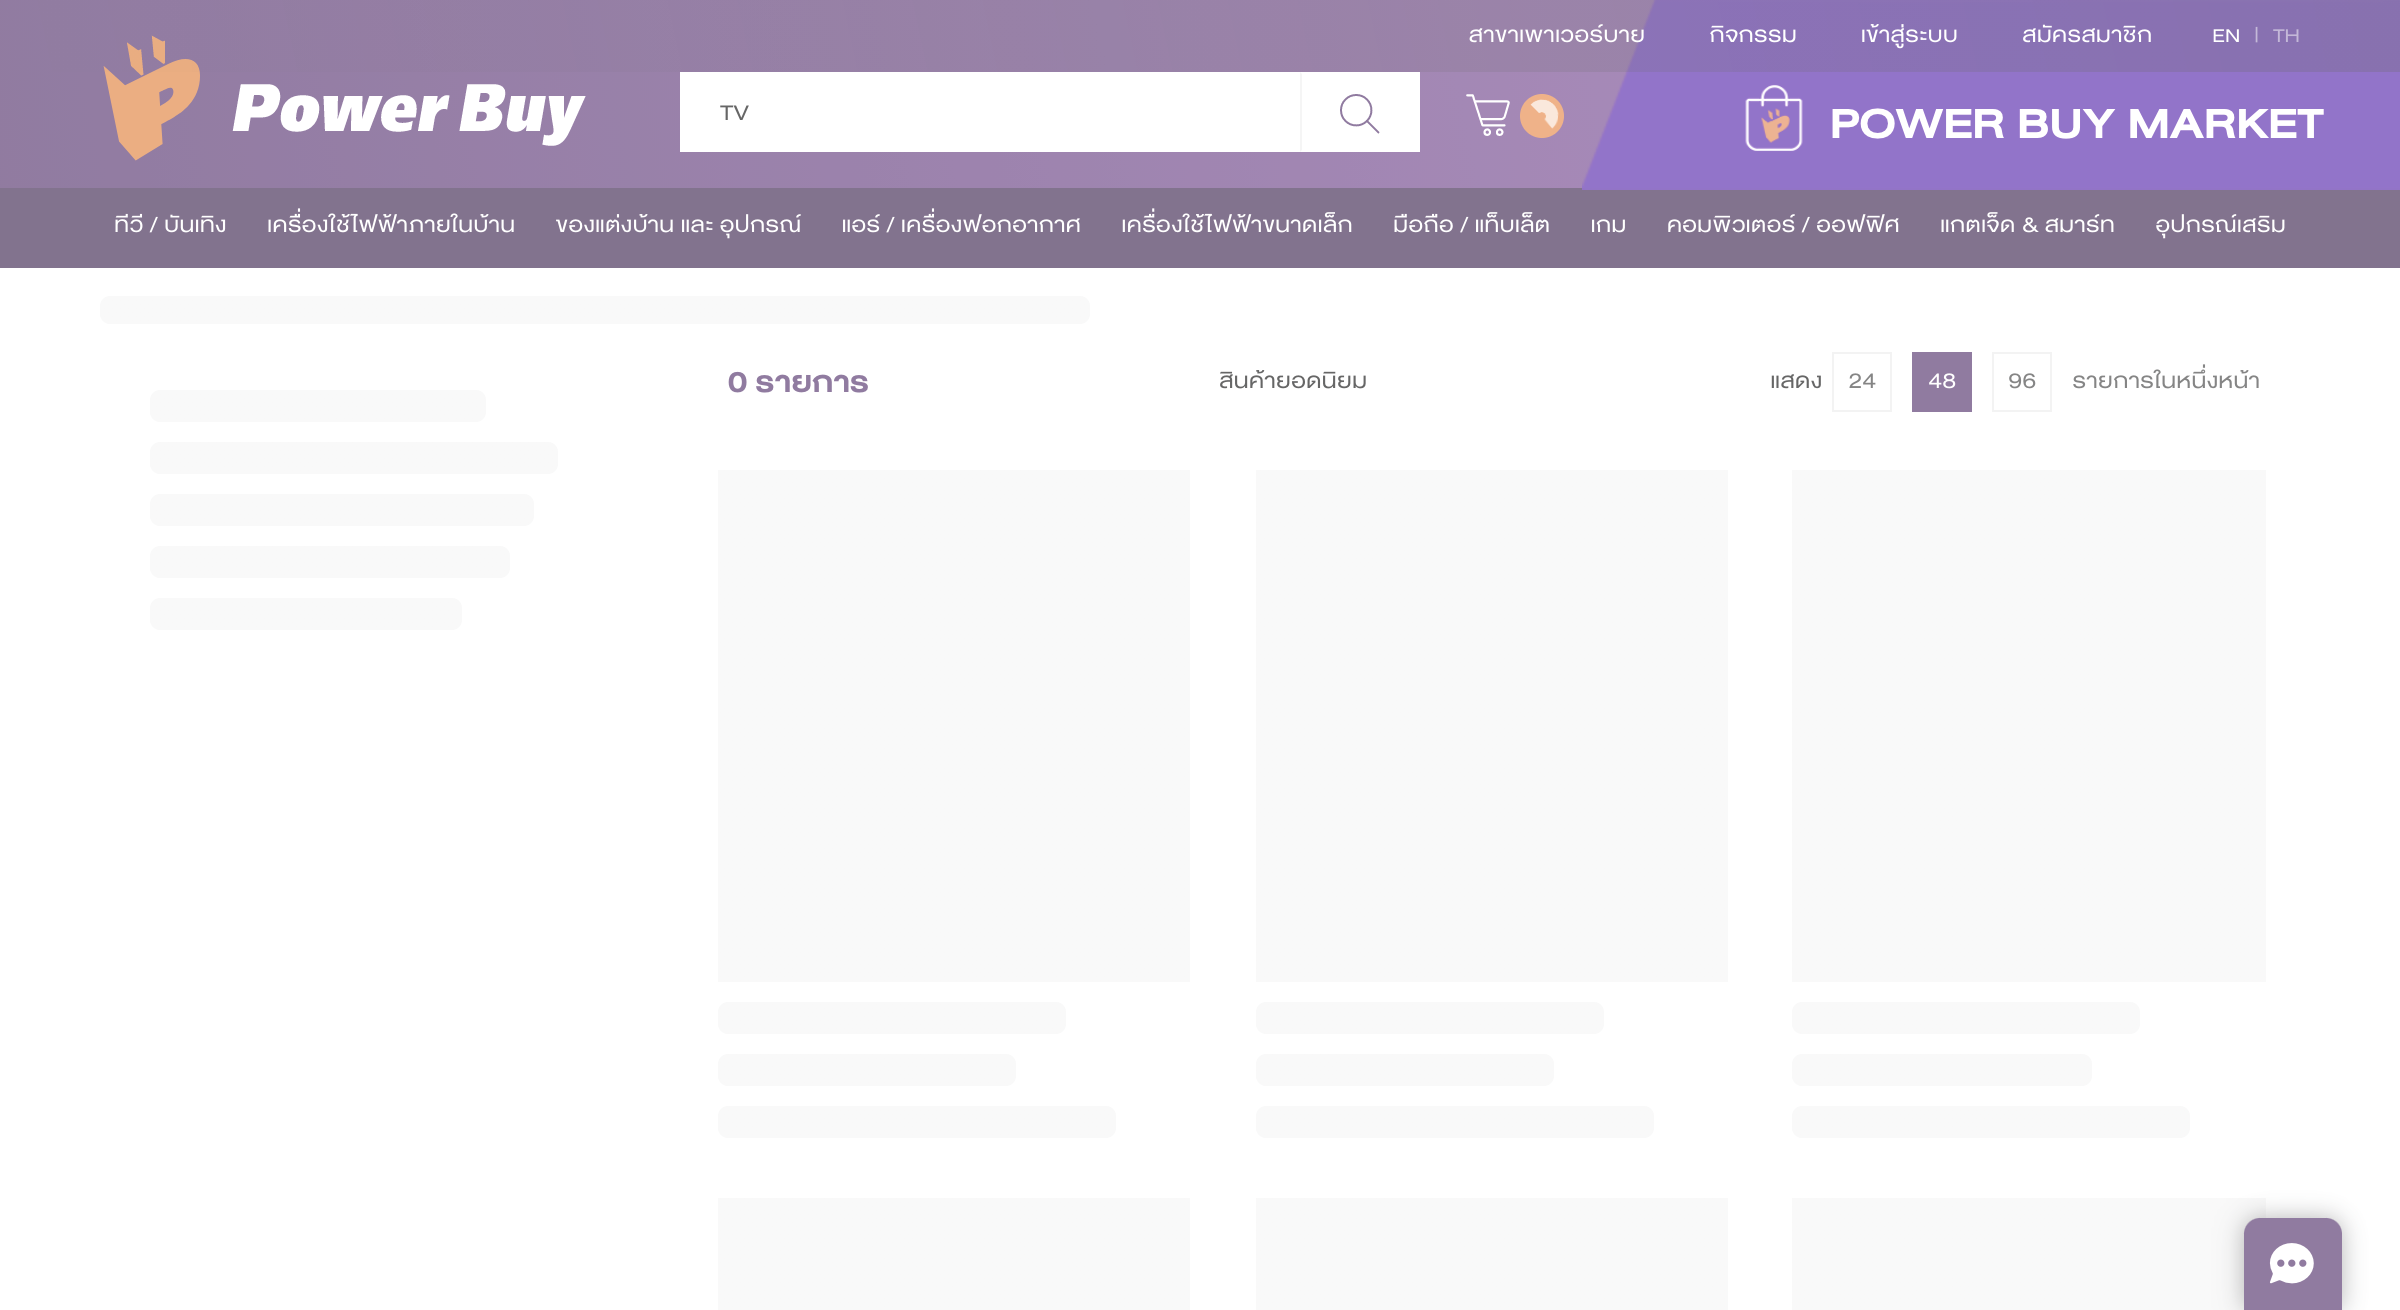 สาขาเพาเวอร์บาย กิจกรรม เข้าสู่ระบบ สมัครสมาชิก EN | TH
Power Buy TV POWER BUY MARKET
ทีวี / บันเทิง เครื่องใช้ไฟฟ้าภายในบ้าน ของแต่งบ้าน และ อุปกรณ์ แอร์ / เครื่องฟอกอากาศ เครื่องใช้ไฟฟ้าขนาดเล็ก มือถือ / แท็บเล็ต เกม คอมพิวเตอร์ / ออฟฟิศ แกตเจ็ด & สมาร์ท อุปกรณ์เสริม
0 รายการ สินค้ายอดนิยม แสดง 24 48 96 รายการในหนึ่งหน้า